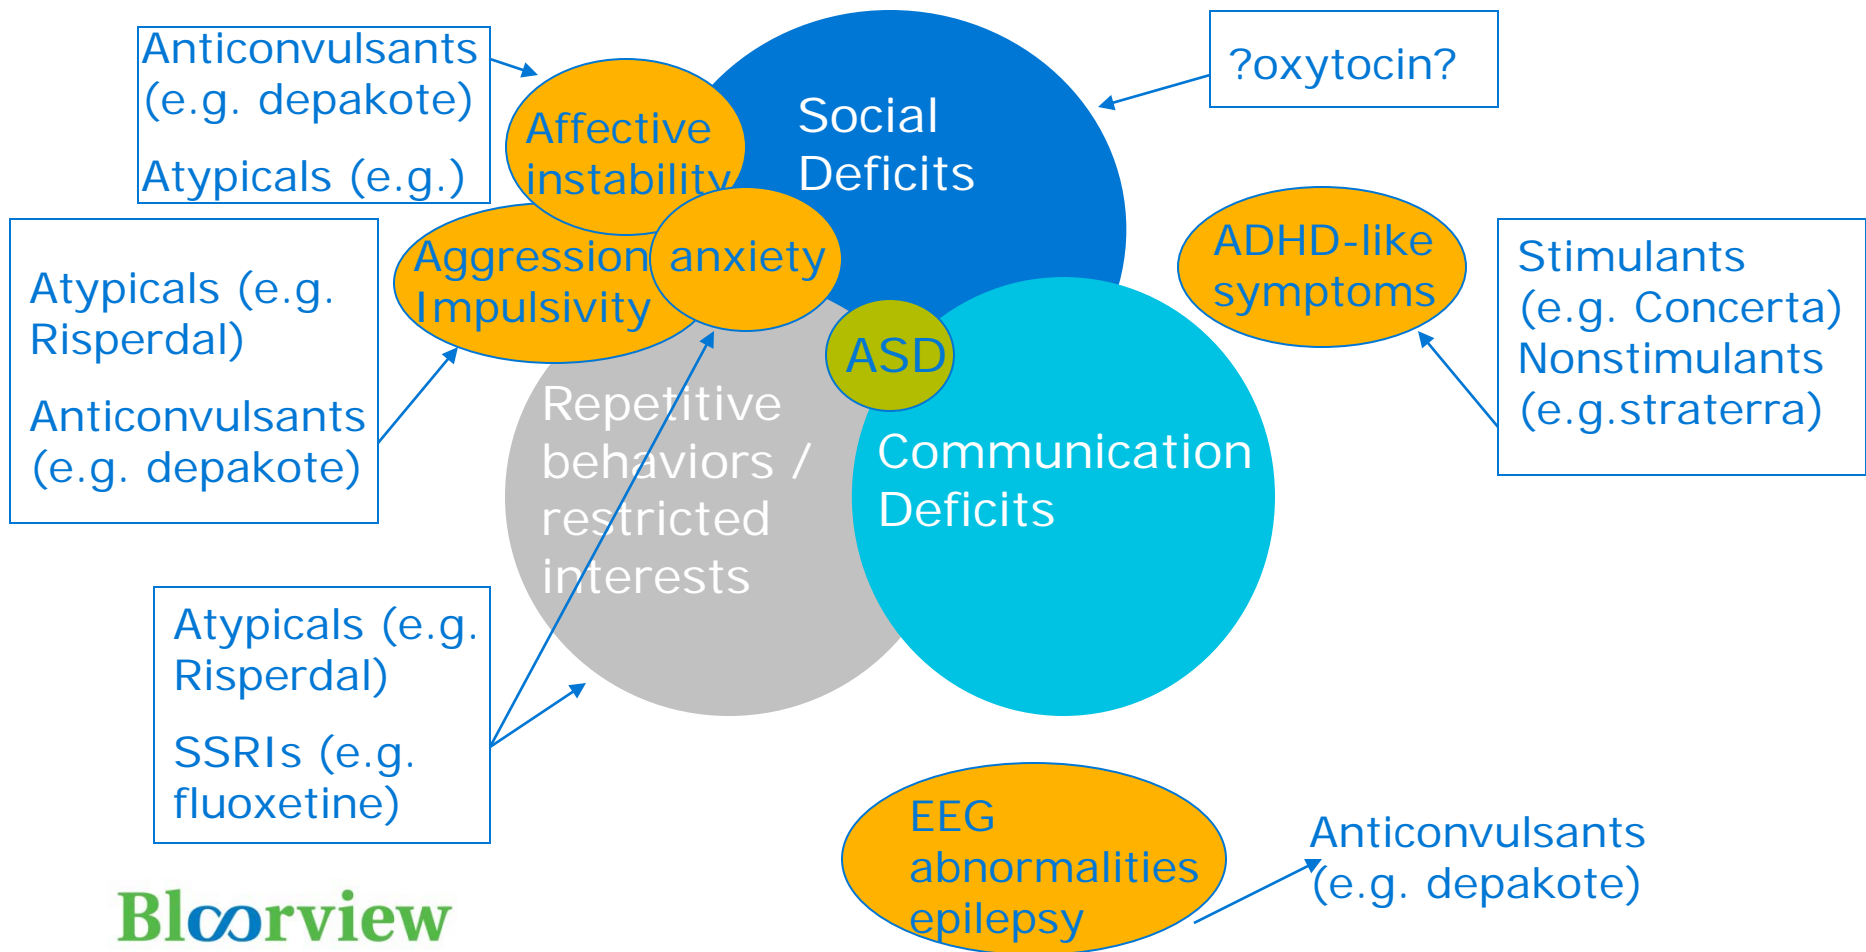 Anticonvulsants
(e.g. depakote)
Atypicals (e.g.)
Affective
instability
Social
Deficits
?oxytocin?
Atypicals (e.g.
Risperdal)
Anticonvulsants
(e.g. depakote)
Aggression
Impulsivity
anxiety
ASD
ADHD-like
symptoms
Stimulants
(e.g. Concerta)
Nonstimulants
(e.g.straterra)
Repetitive
behaviors /
restricted
interests
Communication
Deficits
Atypicals (e.g.
Risperdal)
SSRIs (e.g.
fluoxetine)
EEG
abnormalities
epilepsy
Anticonvulsants
(e.g. depakote)
Bloorview